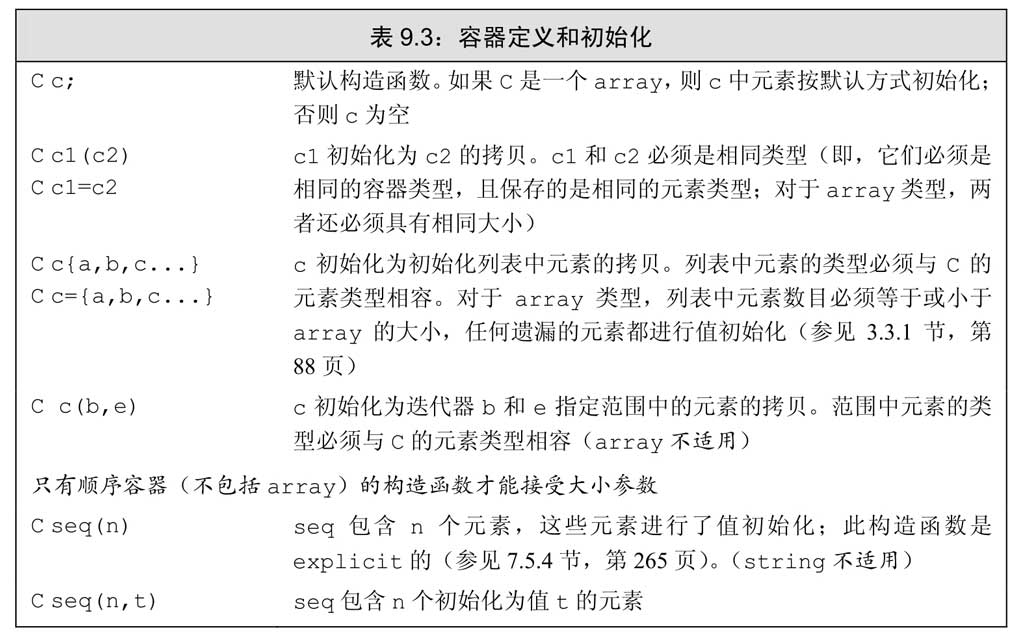 表 9.3：容器定义和初始化
C c; 默认构造函数。如果 C 是一个 array，则 c 中元素按默认方式初始化；
否则 c 为空
C c1(c2) c1 初始化为 c2 的拷贝。c1 和 c2 必须是相同类型（即，它们必须是
C c1=c2 相同的容器类型，且保存的是相同的元素类型；对于 array 类型，两
者还必须具有相同大小）
C c{a,b,c...} c 初始化为初始化列表中元素的拷贝。列表中元素的类型必须与 C 的
C c={a,b,c...} 元素类型相容。对于 array 类型，列表中元素数目必须等于或小于
array 的大小，任何遗漏的元素都进行值初始化（参见 3.3.1 节，第
88 页）
C c(b,e) c 初始化为迭代器 b 和 e 指定范围中的元素的拷贝。范围中元素的类
型必须与 C 的元素类型相容（array 不适用）
只有顺序容器（不包括 array）的构造函数才能接受大小参数
C seq(n) seq 包含 n 个元素，这些元素进行了值初始化；此构造函数是
explicit 的（参见 7.5.4 节，第 265 页）。（string 不适用）
C seq(n,t) seq 包含 n 个初始化为值 t 的元素